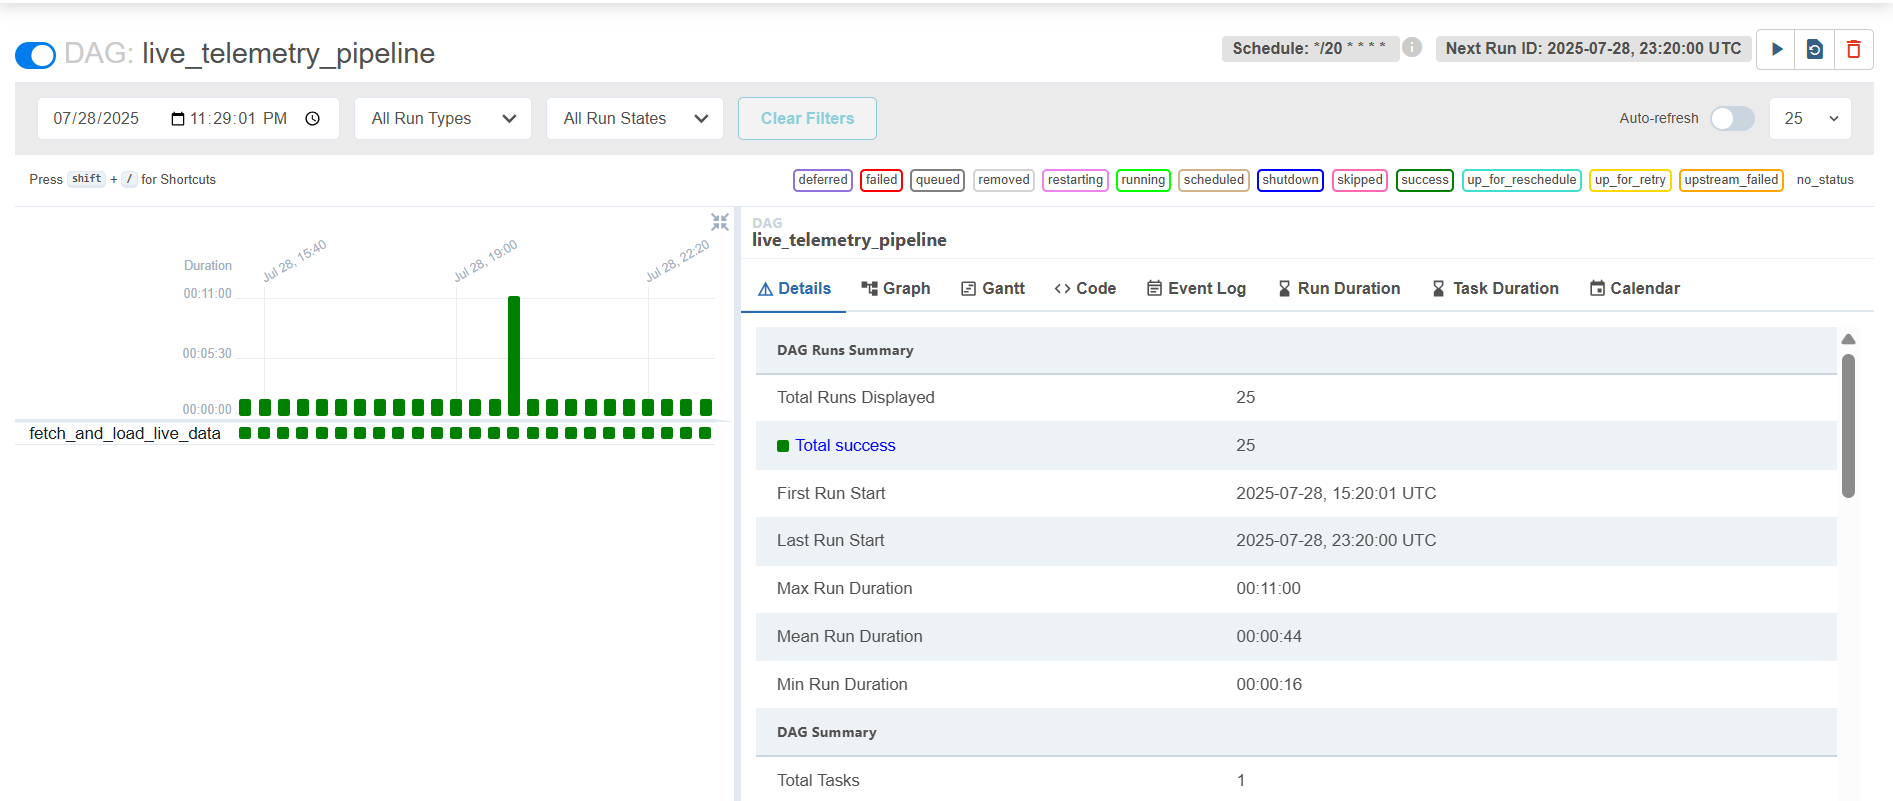 DAG: live_telemetry_pipeline
Schedule: */20 * * * *
Next Run ID: 2025-07-28, 23:20:00 UTC
07/28/2025 11:29:01 PM
All Run Types
All Run States
Clear Filters
Auto-refresh
25
Press shift + / for Shortcuts
deferred failed queued removed restarting running scheduled shutdown skipped success up_for_reschedule up_for_retry upstream_failed no_status
Duration
Jul 28, 15:40
Jul 28, 19:00
Jul 28, 22:20
00:11:00
00:05:30
00:00:00
fetch_and_load_live_data
DAG
live_telemetry_pipeline
Details
Graph
Gantt
Code
Event Log
Run Duration
Task Duration
Calendar
DAG Runs Summary
Total Runs Displayed 25
Total success 25
First Run Start 2025-07-28, 15:20:01 UTC
Last Run Start 2025-07-28, 23:20:00 UTC
Max Run Duration 00:11:00
Mean Run Duration 00:00:44
Min Run Duration 00:00:16
DAG Summary
Total Tasks 1